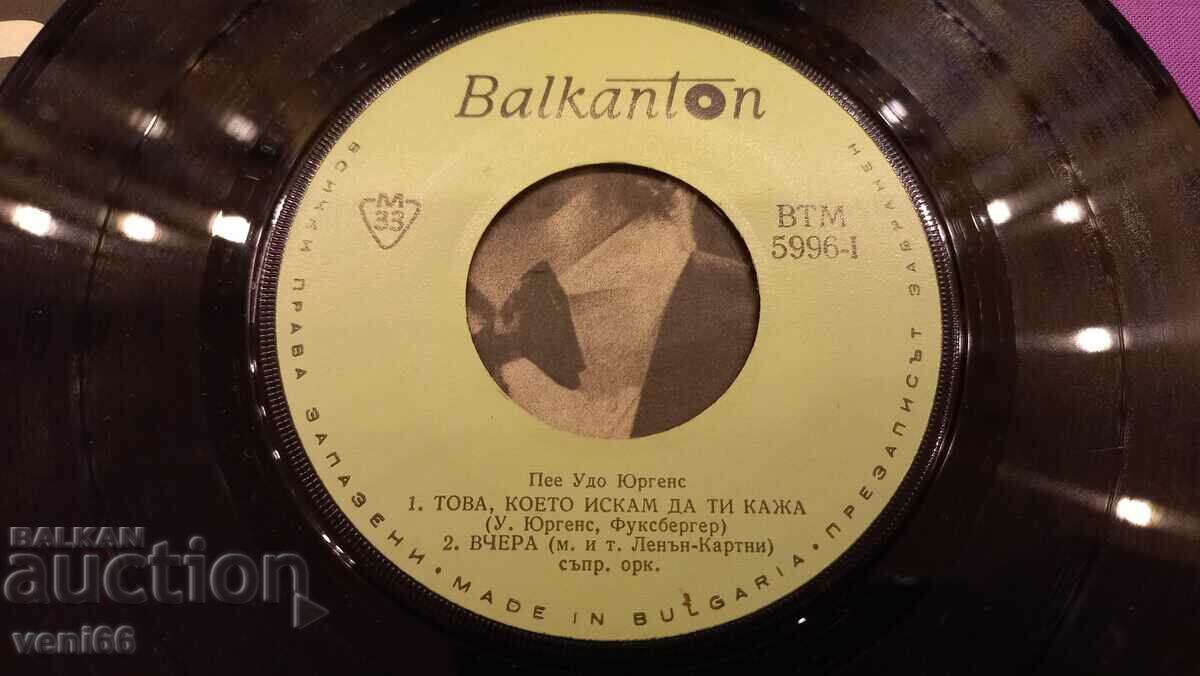 Balkanton
M
33
ВТМ
5996-I
Пее Удо Юргенс
1. ТОВА, КОЕТО ИСКАМ ДА ТИ КАЖА
(У. Юргенс, Фуксбергер)
2. ВЧЕРА (м. и т. Ленън-Картни)
съпр. орк.
ВСИЧКИ ПРАВА ЗАПАЗЕНИ • MADE IN BULGARIA • ПРЕЗАПИСЪТ ЗАБРАНЕН
BALKAN
auction
veni66